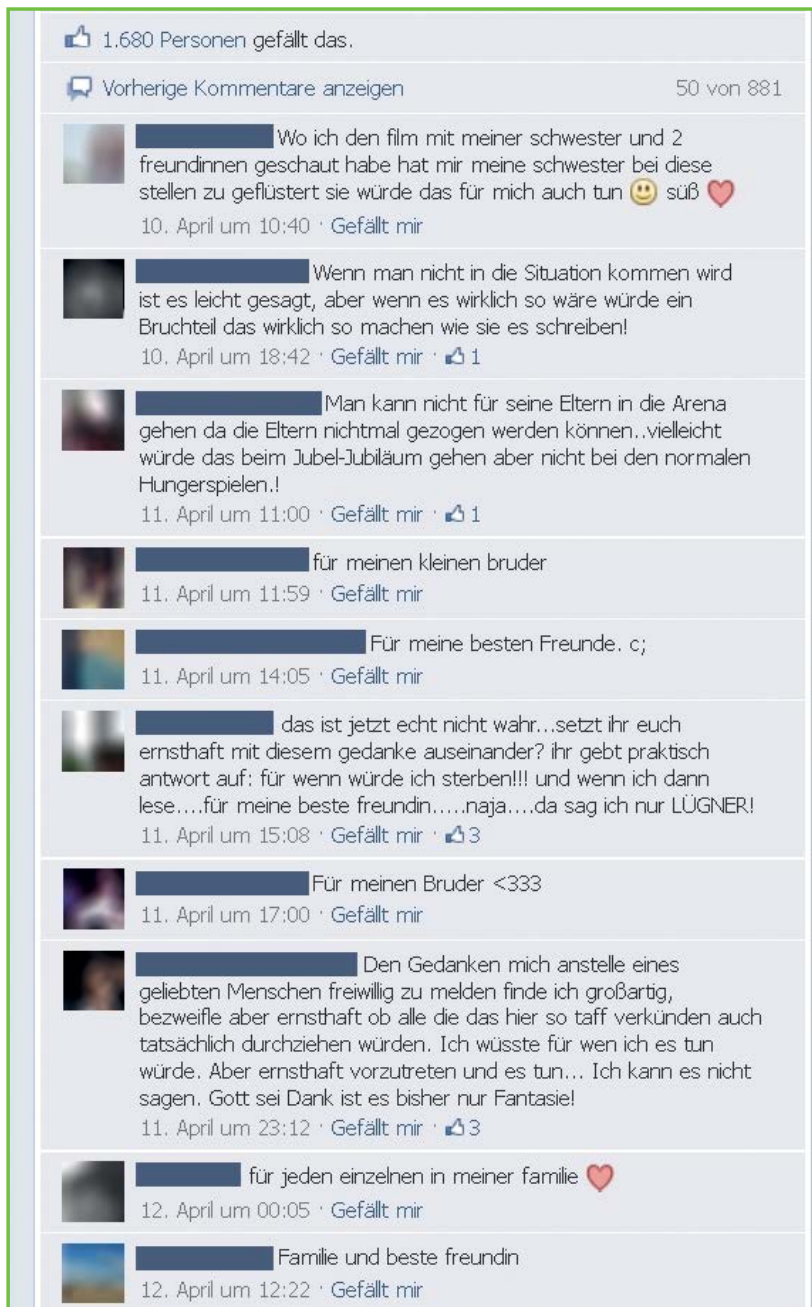 1.680 Personen gefällt das.
Vorherige Kommentare anzeigen 50 von 881
Wo ich den film mit meiner schwester und 2
freundinnen geschaut habe hat mir meine schwester bei diese
stellen zu geflüstert sie würde das für mich auch tun süß
10. April um 10:40 · Gefällt mir
Wenn man nicht in die Situation kommen wird
ist es leicht gesagt, aber wenn es wirklich so wäre würde ein
Bruchteil das wirklich so machen wie sie es schreiben!
10. April um 18:42 · Gefällt mir · 1
Man kann nicht für seine Eltern in die Arena
gehen da die Eltern nichtmal gezogen werden können..vielleicht
würde das beim Jubel-Jubiläum gehen aber nicht bei den normalen
Hungerspielen.!
11. April um 11:00 · Gefällt mir · 1
für meinen kleinen bruder
11. April um 11:59 · Gefällt mir
Für meine besten Freunde. c;
11. April um 14:05 · Gefällt mir
das ist jetzt echt nicht wahr...setzt ihr euch
ernsthaft mit diesem gedanke auseinander? ihr gebt praktisch
antwort auf: für wenn würde ich sterben!!! und wenn ich dann
lese....für meine beste freundin.....naja....da sag ich nur LÜGNER!
11. April um 15:08 · Gefällt mir · 3
Für meinen Bruder <333
11. April um 17:00 · Gefällt mir
Den Gedanken mich anstelle eines
geliebten Menschen freiwillig zu melden finde ich großartig,
bezweifle aber ernsthaft ob alle die das hier so taff verkünden auch
tatsächlich durchziehen würden. Ich wüsste für wen ich es tun
würde. Aber ernsthaft vorzutreten und es tun... Ich kann es nicht
sagen. Gott sei Dank ist es bisher nur Fantasie!
11. April um 23:12 · Gefällt mir · 3
für jeden einzelnen in meiner familie
12. April um 00:05 · Gefällt mir
Familie und beste freundin
12. April um 12:22 · Gefällt mir